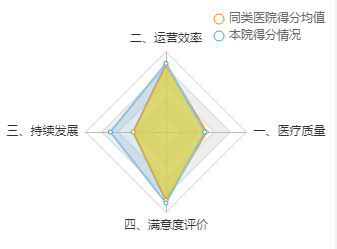 同类医院得分均值
本院得分情况
二、运营效率
三、持续发展
一、医疗质量
四、满意度评价